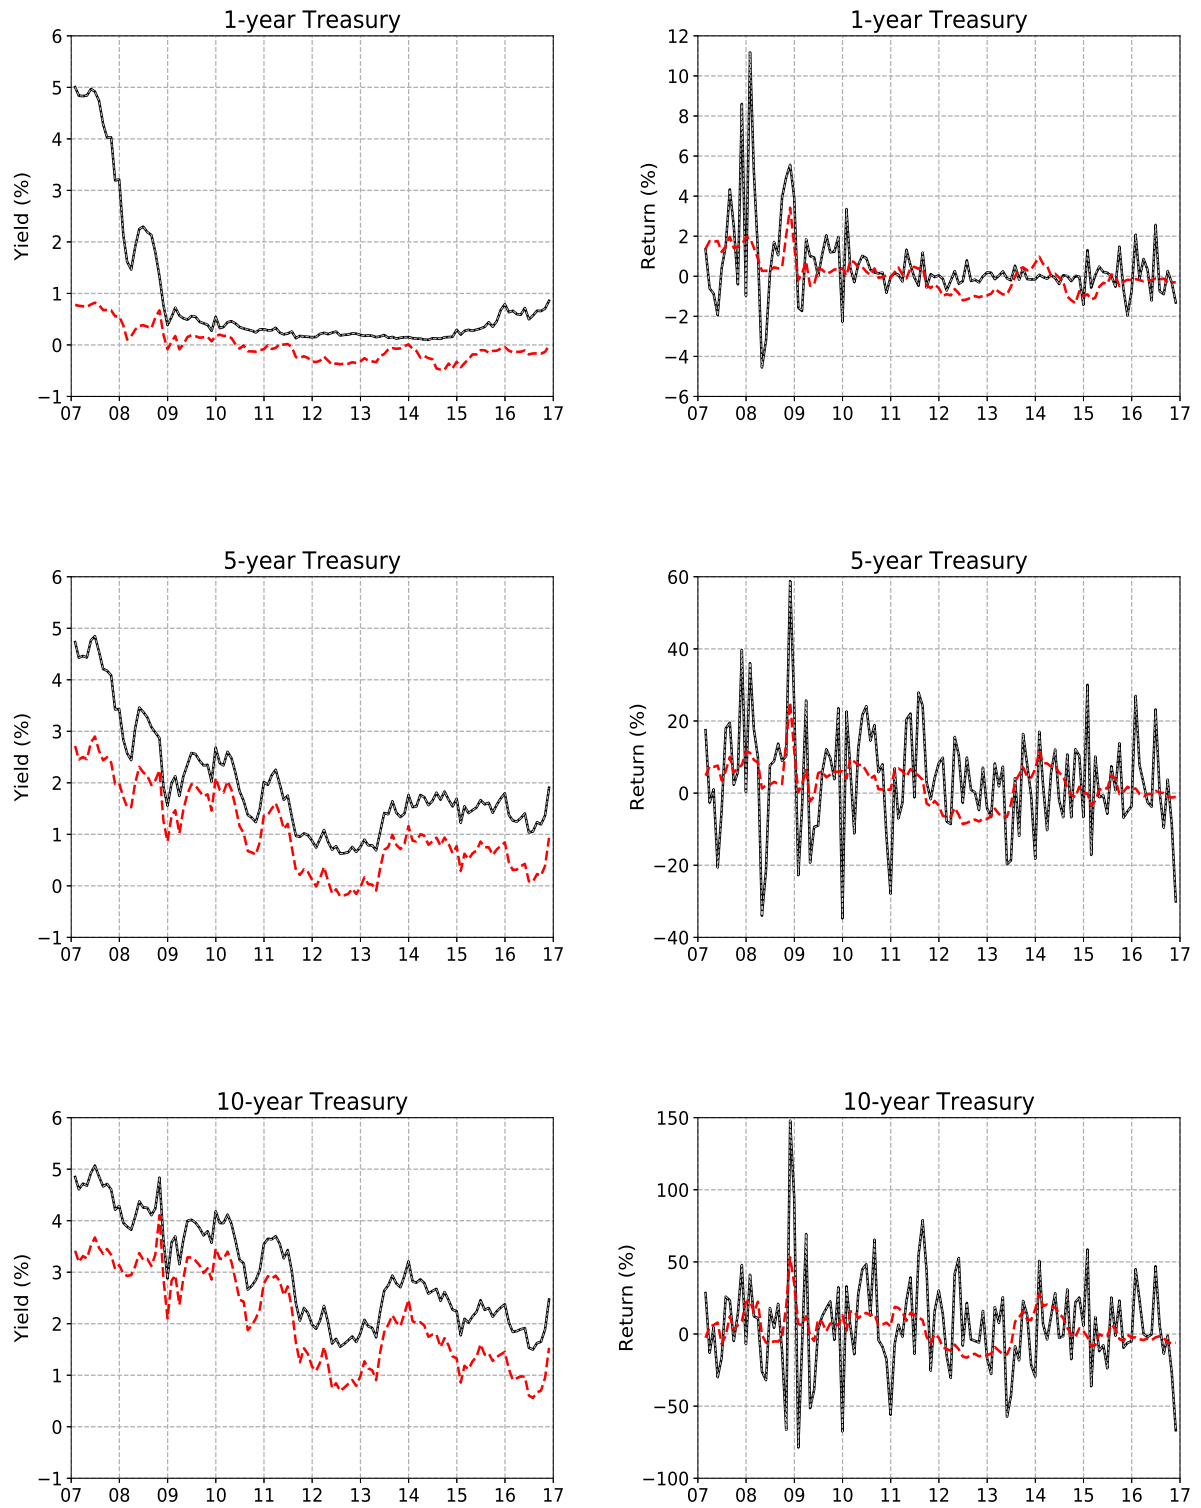 1-year Treasury
Yield (%)
6
5
4
3
2
1
0
−1
07 08 09 10 11 12 13 14 15 16 17
1-year Treasury
Return (%)
12
10
8
6
4
2
0
−2
−4
−6
07 08 09 10 11 12 13 14 15 16 17
5-year Treasury
Yield (%)
6
5
4
3
2
1
0
−1
07 08 09 10 11 12 13 14 15 16 17
5-year Treasury
Return (%)
60
40
20
0
−20
−40
07 08 09 10 11 12 13 14 15 16 17
10-year Treasury
Yield (%)
6
5
4
3
2
1
0
−1
07 08 09 10 11 12 13 14 15 16 17
10-year Treasury
Return (%)
150
100
50
0
−50
−100
07 08 09 10 11 12 13 14 15 16 17